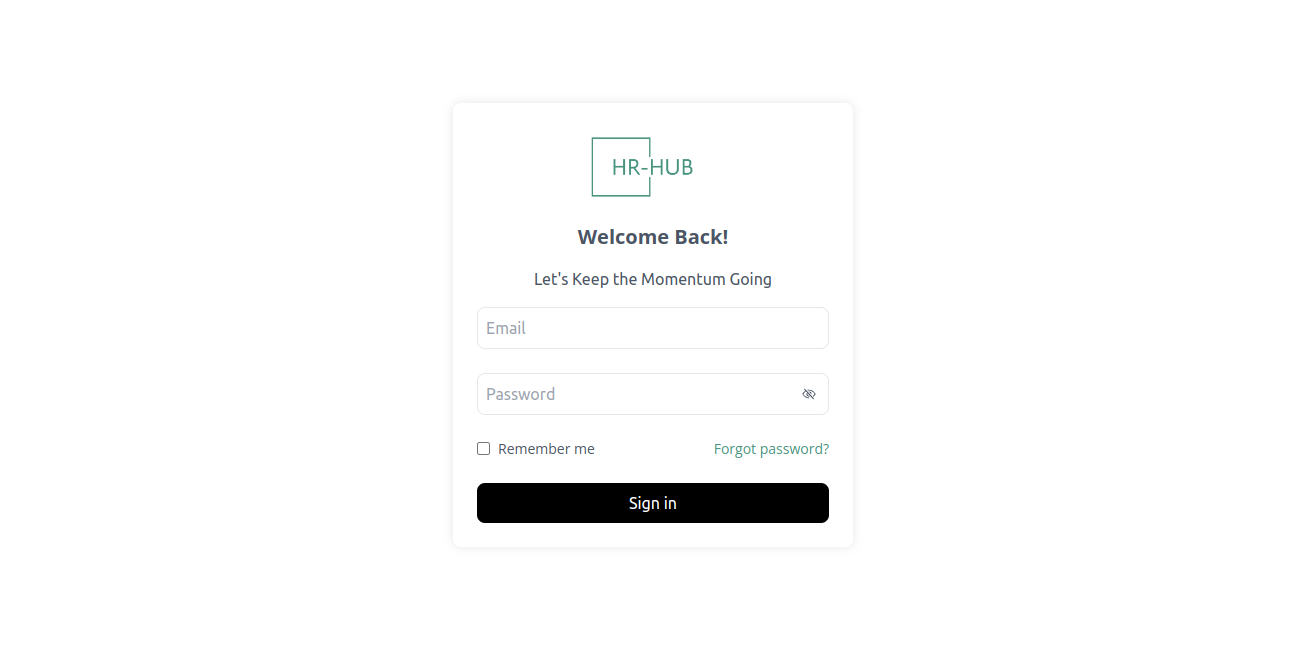 HR-HUB
Welcome Back!
Let's Keep the Momentum Going
Email
Password
Remember me Forgot password?
Sign in